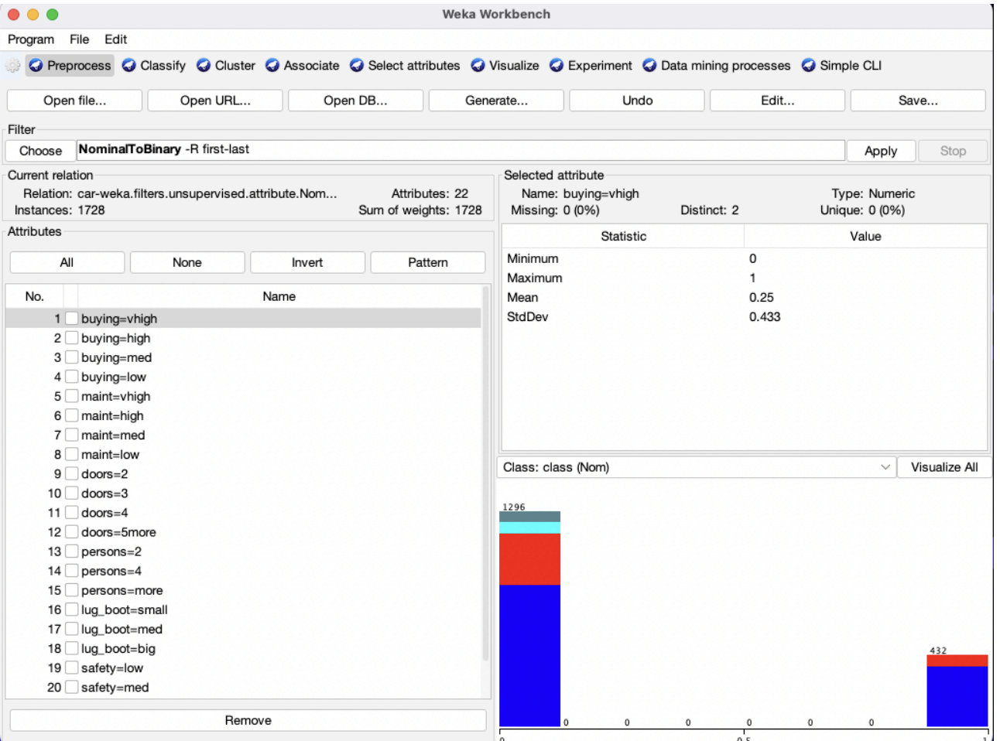 Weka Workbench
Program File Edit
Preprocess Classify Cluster Associate Select attributes Visualize Experiment Data mining processes Simple CLI
Open file... Open URL... Open DB... Generate... Undo Edit... Save...
Filter
Choose NominalToBinary -R first-last Apply Stop
Current relation
Relation: car-weka.filters.unsupervised.attribute.Nom... Attributes: 22
Instances: 1728 Sum of weights: 1728
Attributes
All None Invert Pattern
No. Name
1 buying=vhigh
2 buying=high
3 buying=med
4 buying=low
5 maint=vhigh
6 maint=high
7 maint=med
8 maint=low
9 doors=2
10 doors=3
11 doors=4
12 doors=5more
13 persons=2
14 persons=4
15 persons=more
16 lug_boot=small
17 lug_boot=med
18 lug_boot=big
19 safety=low
20 safety=med
Remove
Selected attribute
Name: buying=vhigh Type: Numeric
Missing: 0 (0%) Distinct: 2 Unique: 0 (0%)
Statistic Value
Minimum 0
Maximum 1
Mean 0.25
StdDev 0.433
Class: class (Nom) Visualize All
1296
432
0 0 0 0 0 0
0 0.5 1